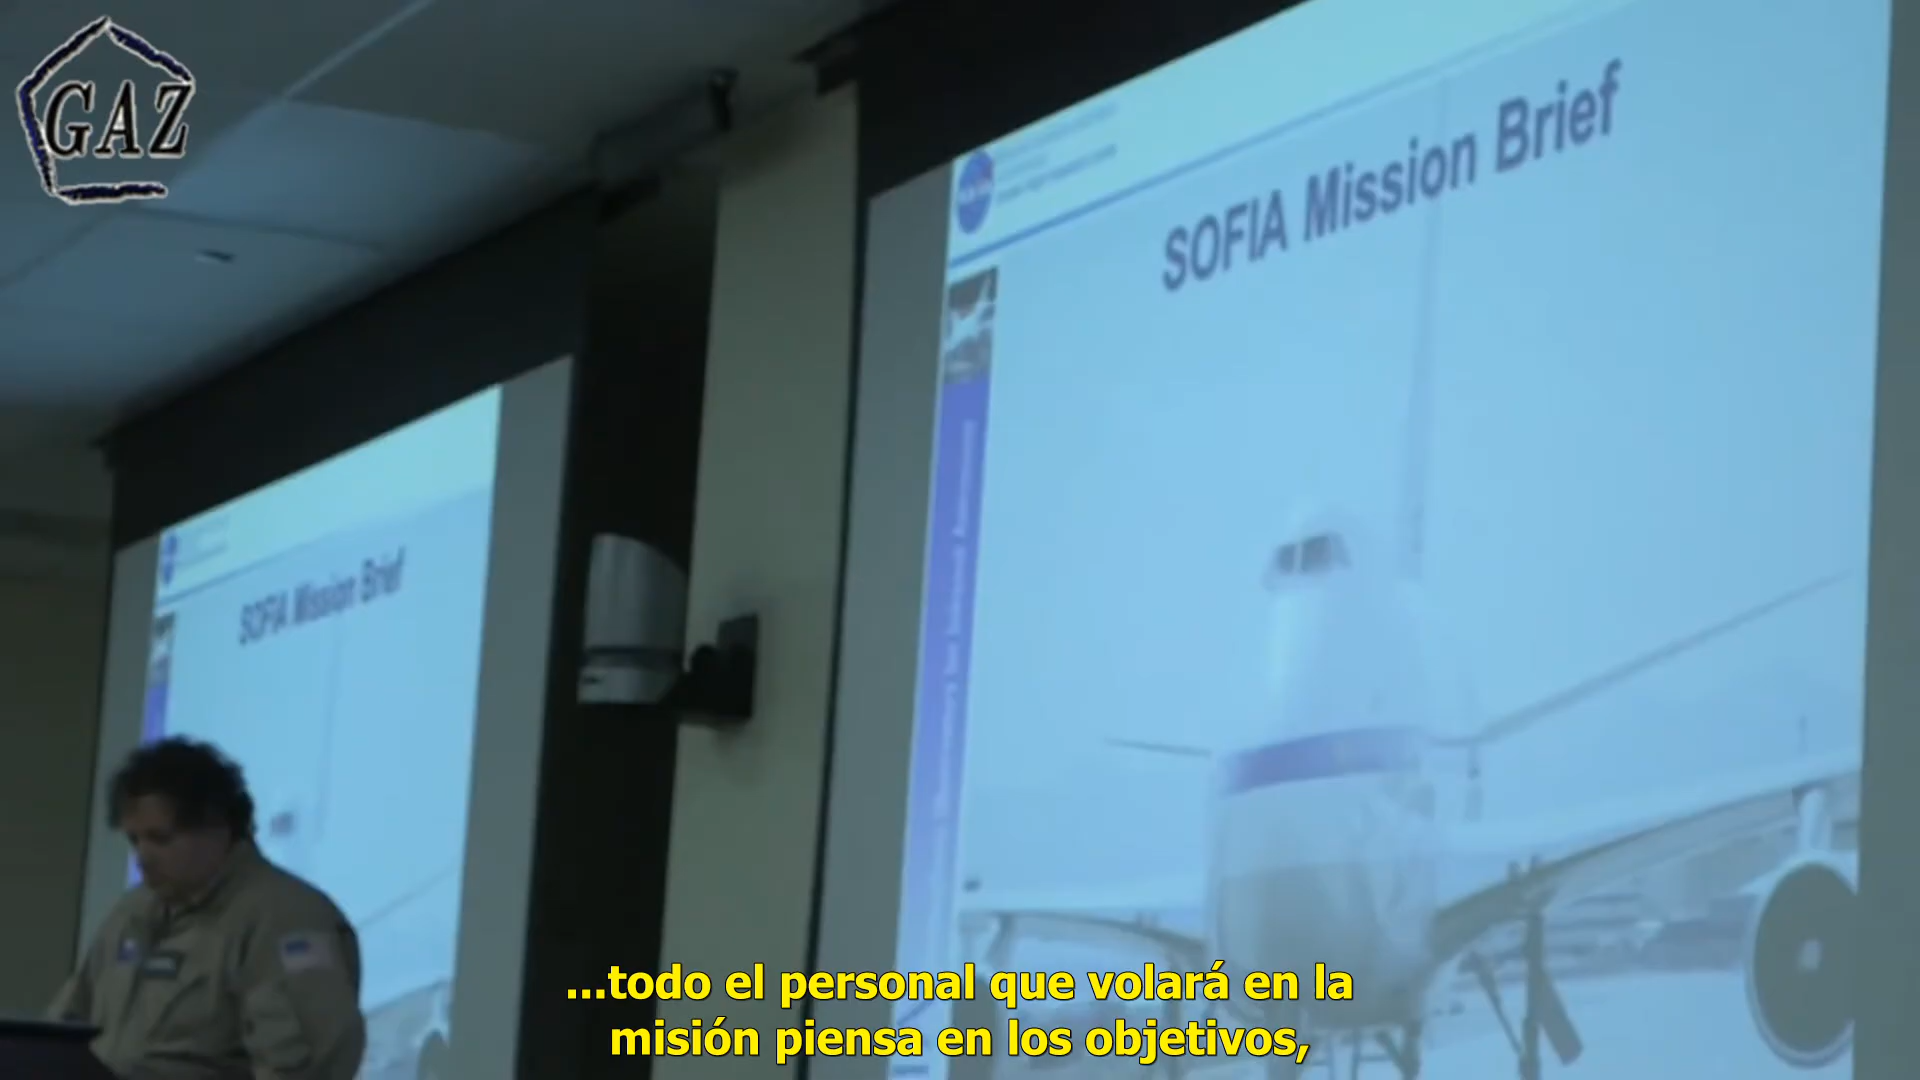 GAZ
SOFIA Mission Brief
SOFIA Mission Brief
...todo el personal que volará en la
misión piensa en los objetivos,